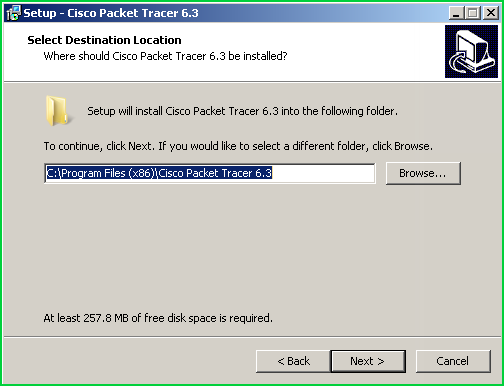 Setup - Cisco Packet Tracer 6.3
Select Destination Location
Where should Cisco Packet Tracer 6.3 be installed?
Setup will install Cisco Packet Tracer 6.3 into the following folder.
To continue, click Next. If you would like to select a different folder, click Browse.
C:\Program Files (x86)\Cisco Packet Tracer 6.3
Browse...
At least 257.8 MB of free disk space is required.
< Back
Next >
Cancel